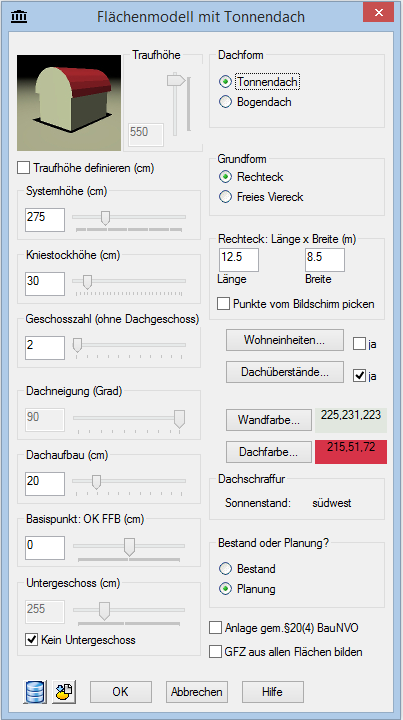 Flächenmodell mit Tonnendach
Traufhöhe
550
Traufhöhe definieren (cm)
Systemhöhe (cm)
275
Kniestockhöhe (cm)
30
Geschosszahl (ohne Dachgeschoss)
2
Dachneigung (Grad)
90
Dachaufbau (cm)
20
Basispunkt: OK FFB (cm)
0
Untergeschoss (cm)
255
Kein Untergeschoss
Dachform
Tonnendach
Bogendach
Grundform
Rechteck
Freies Viereck
Rechteck: Länge x Breite (m)
12.5 8.5
Länge Breite
Punkte vom Bildschim picken
Wohneinheiten... ja
Dachüberstände... ja
Wandfarbe... 225,231,223
Dachfarbe... 215,51,72
Dachschraffur
Sonnenstand: südwest
Bestand oder Planung?
Bestand
Planung
Anlage gem.§20(4) BauNVO
GFZ aus allen Flächen bilden
OK Abbrechen Hilfe